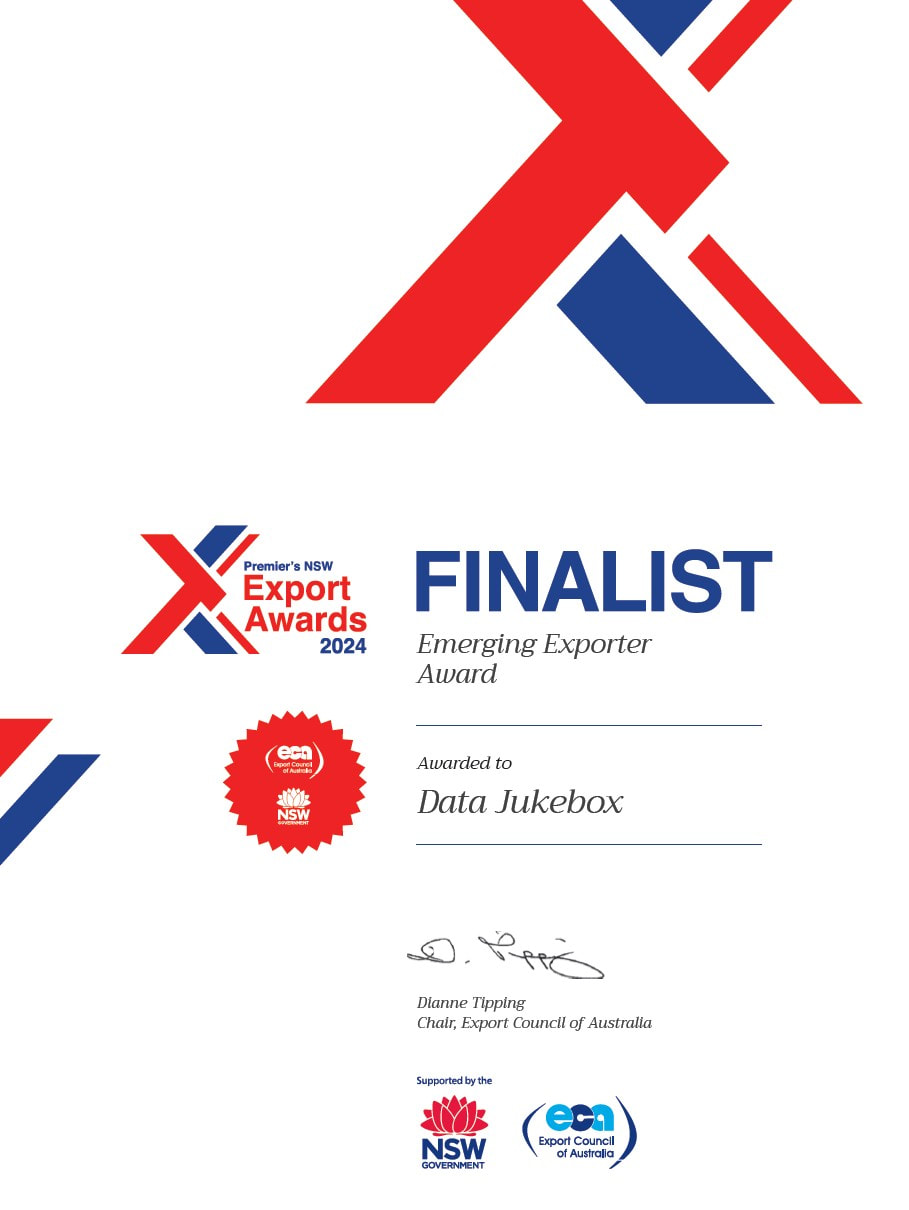 Premier's NSW
Export
Awards
2024
FINALIST
Emerging Exporter
Award
eca
Export Council
of Australia
NSW
GOVERNMENT
Awarded to
Data Jukebox
D. Tipping
Dianne Tipping
Chair, Export Council of Australia
Supported by the
NSW
GOVERNMENT
eca
Export Council
of Australia